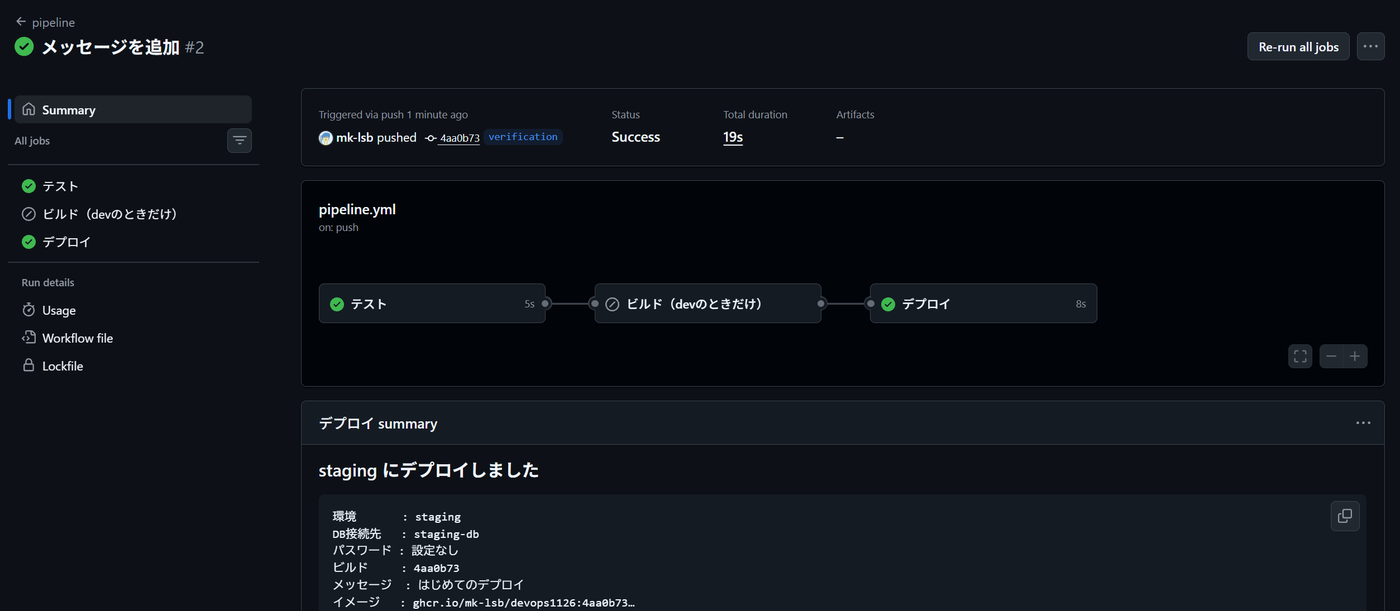 pipeline
メッセージを追加 #2
Re-run all jobs
Summary
All jobs
テスト
ビルド（devのときだけ）
デプロイ
Run details
Usage
Workflow file
Lockfile
Triggered via push 1 minute ago
mk-lsb pushed 4aa0b73 verification
Status
Success
Total duration
19s
Artifacts
–
pipeline.yml
on: push
テスト 5s
ビルド（devのときだけ）
デプロイ 8s
デプロイ summary
staging にデプロイしました
環境 : staging
DB接続先 : staging-db
パスワード : 設定なし
ビルド : 4aa0b73
メッセージ : はじめてのデプロイ
イメージ : ghcr.io/mk-lsb/devops1126:4aa0b73…